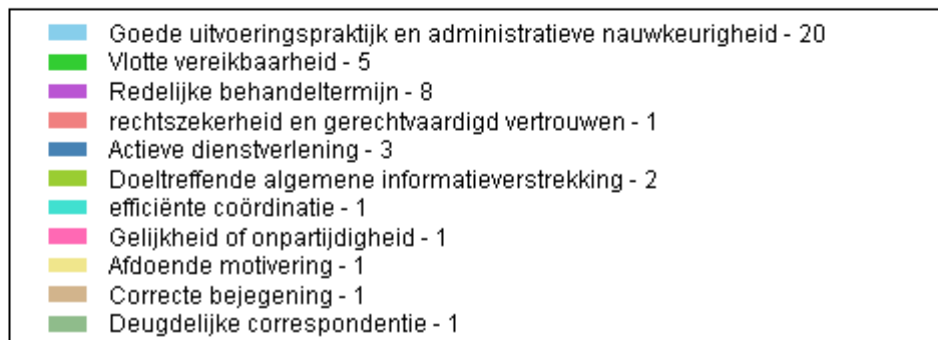 Goede uitvoeringspraktijk en administratieve nauwkeurigheid - 20
Vlotte vereikbaarheid - 5
Redelijke behandeltermijn - 8
rechtszekerheid en gerechtvaardigd vertrouwen - 1
Actieve dienstverlening - 3
Doeltreffende algemene informatieverstrekking - 2
efficiënte coördinatie - 1
Gelijkheid of onpartijdigheid - 1
Afdoende motivering - 1
Correcte bejegening - 1
Deugdelijke correspondentie - 1